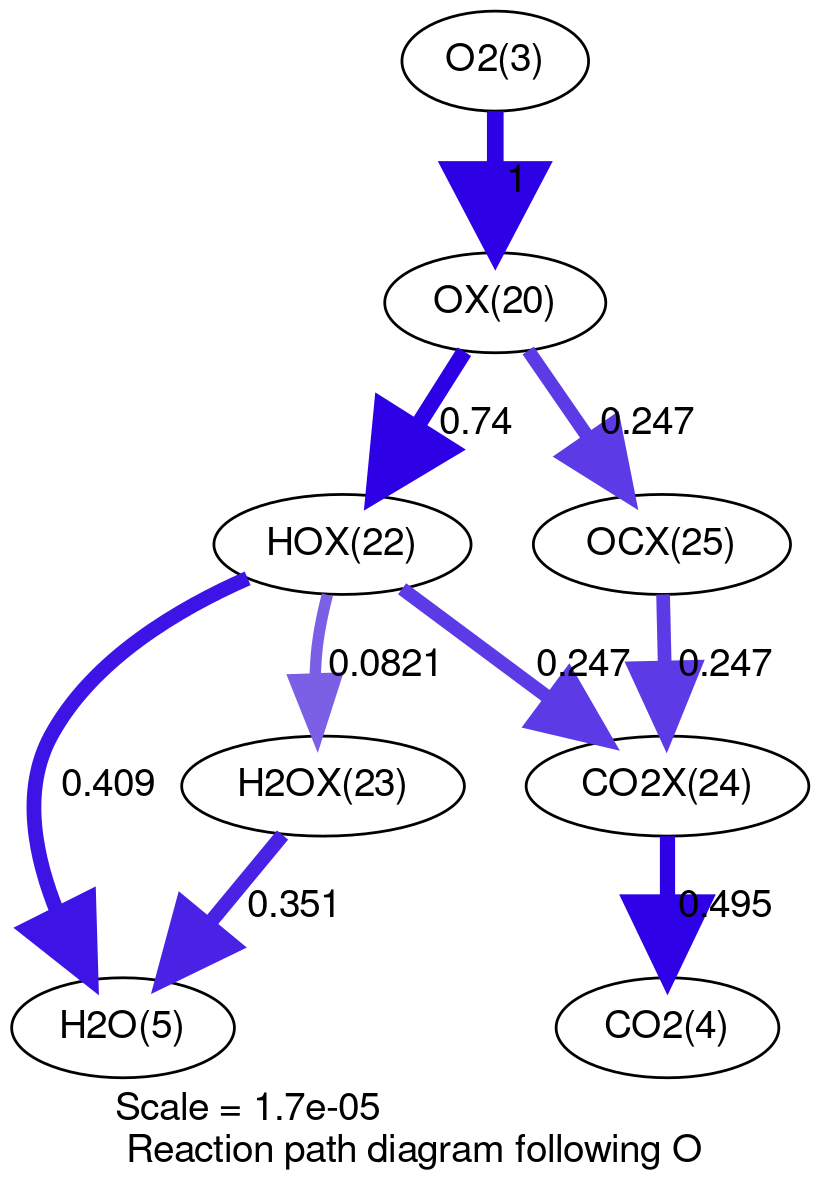 O2(3)
1
OX(20)
0.74
0.247
HOX(22)
OCX(25)
0.0821
0.247
0.247
0.409
H2OX(23)
CO2X(24)
0.351
0.495
H2O(5)
CO2(4)
Scale = 1.7e-05
Reaction path diagram following O